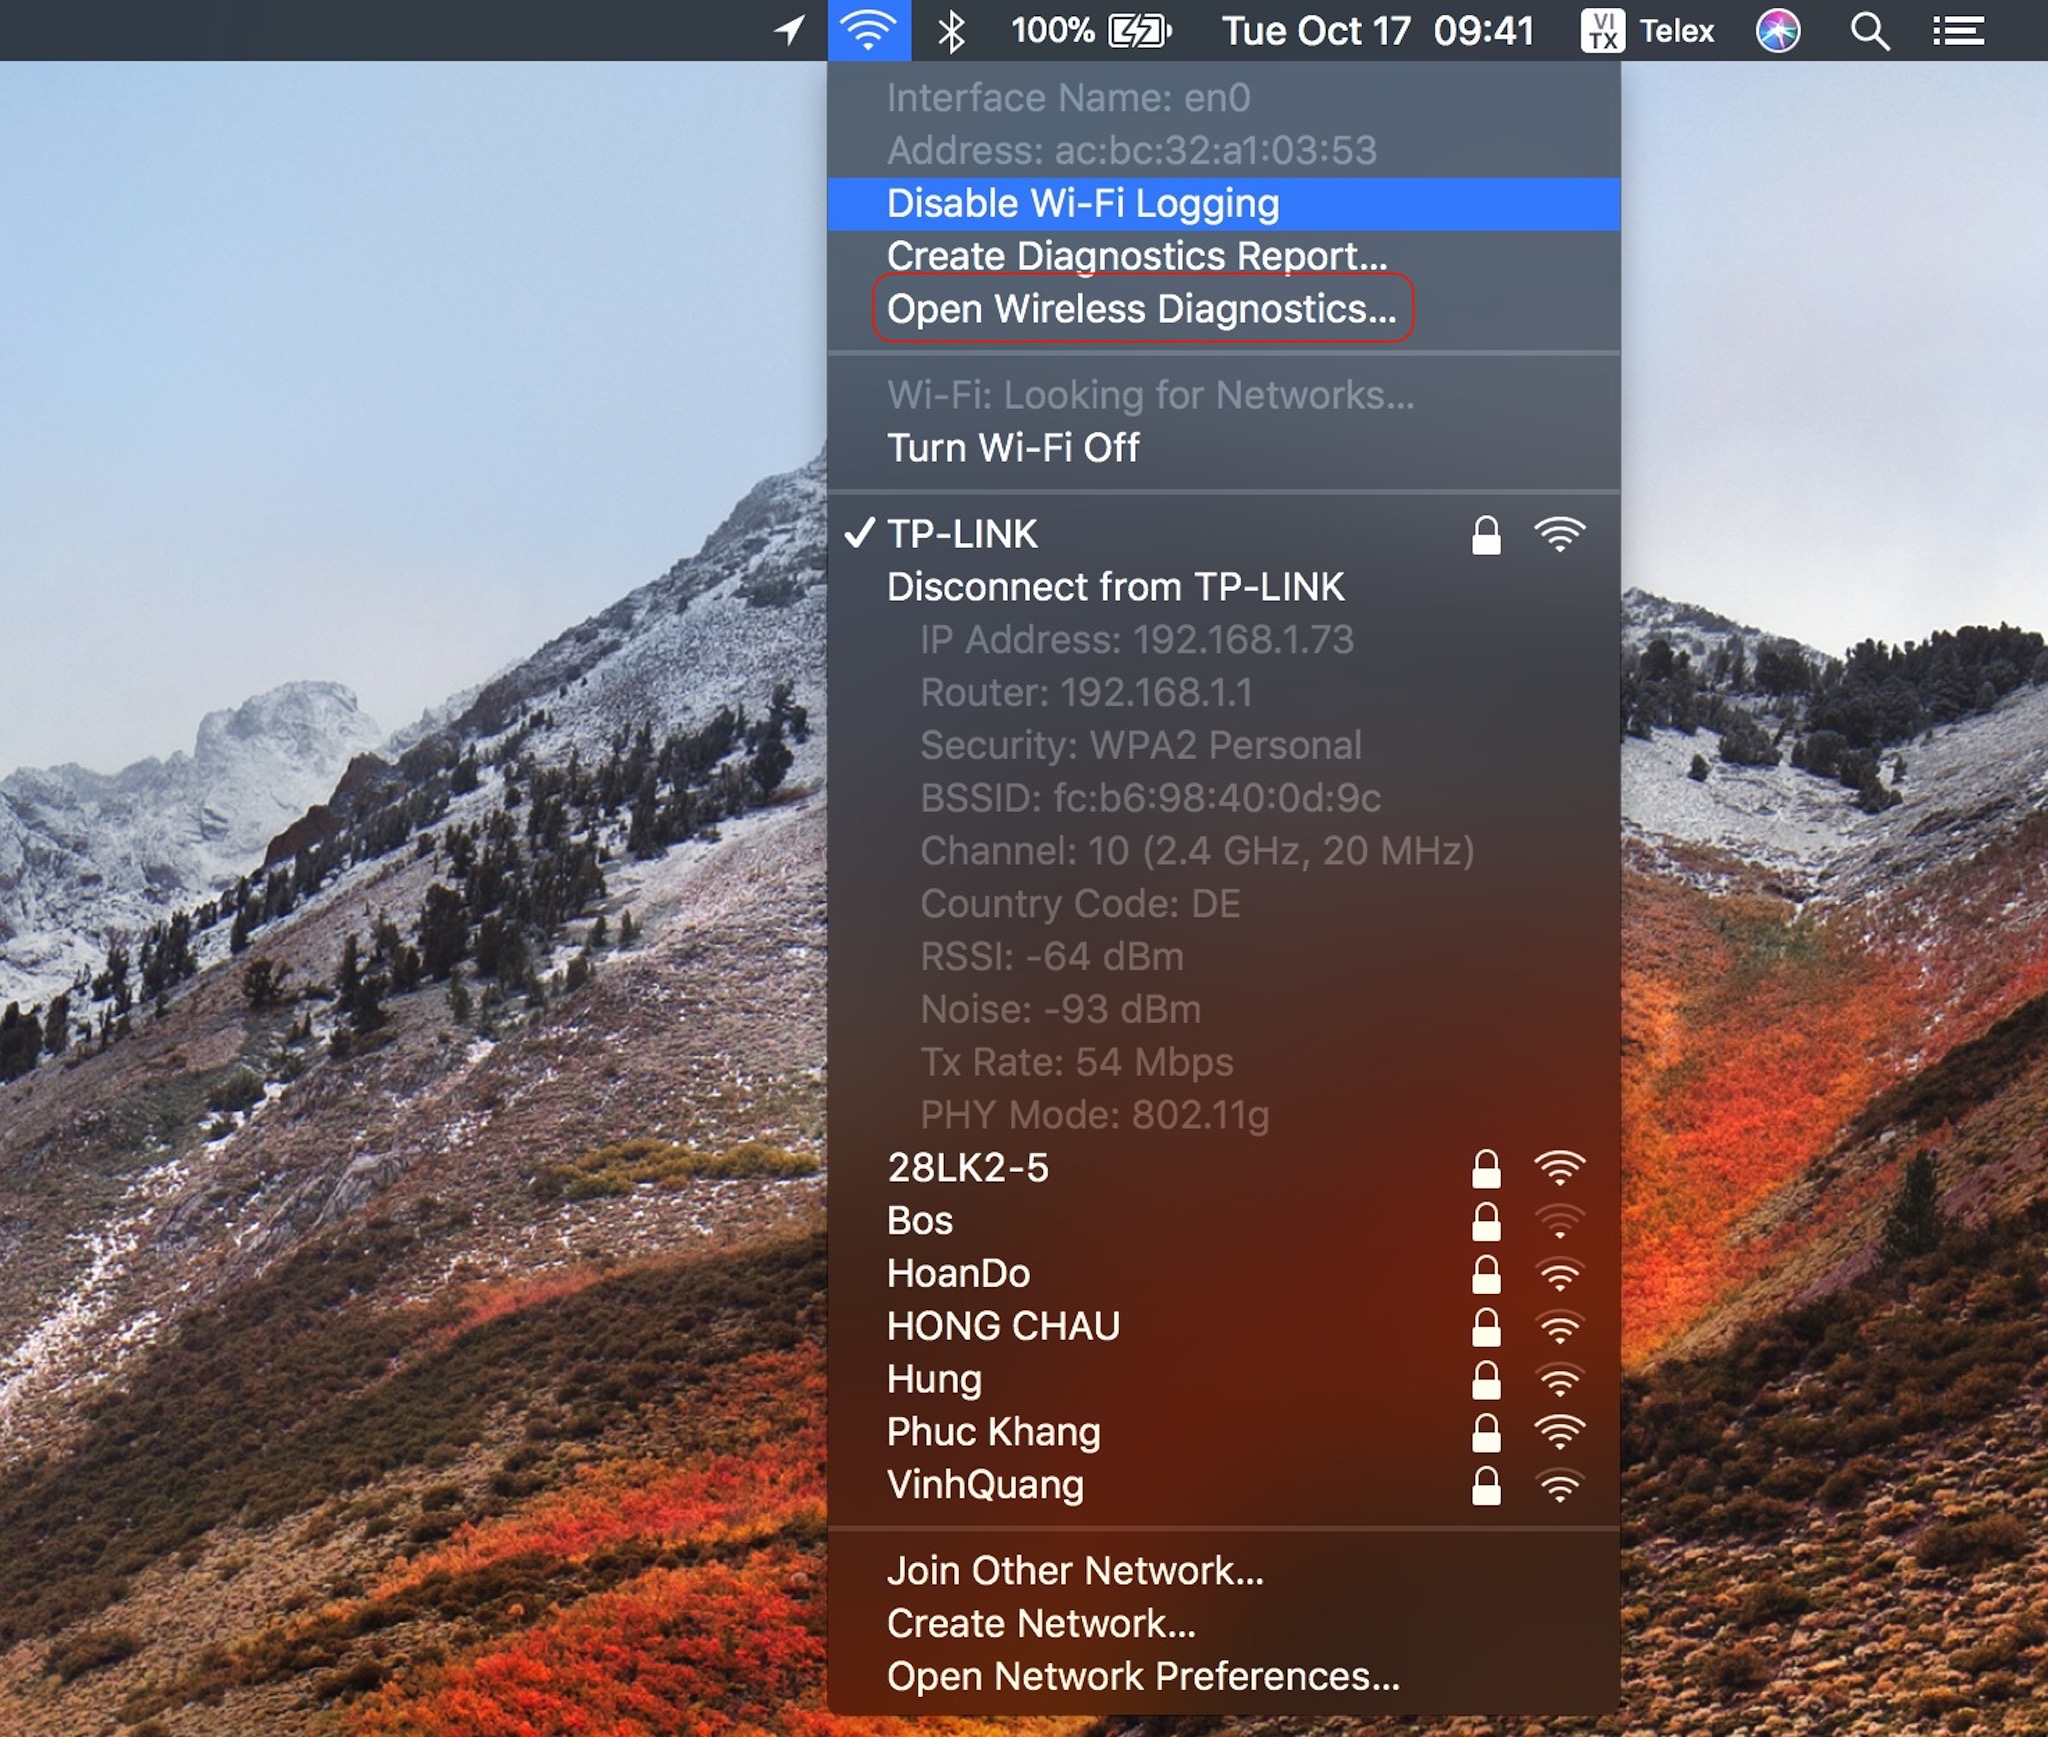 100% Tue Oct 17 09:41 VI TX Telex
Interface Name: en0
Address: ac:bc:32:a1:03:53
Disable Wi-Fi Logging
Create Diagnostics Report...
Open Wireless Diagnostics...
Wi-Fi: Looking for Networks...
Turn Wi-Fi Off
TP-LINK
Disconnect from TP-LINK
IP Address: 192.168.1.73
Router: 192.168.1.1
Security: WPA2 Personal
BSSID: fc:b6:98:40:0d:9c
Channel: 10 (2.4 GHz, 20 MHz)
Country Code: DE
RSSI: -64 dBm
Noise: -93 dBm
Tx Rate: 54 Mbps
PHY Mode: 802.11g
28LK2-5
Bos
HoanDo
HONG CHAU
Hung
Phuc Khang
VinhQuang
Join Other Network...
Create Network...
Open Network Preferences...